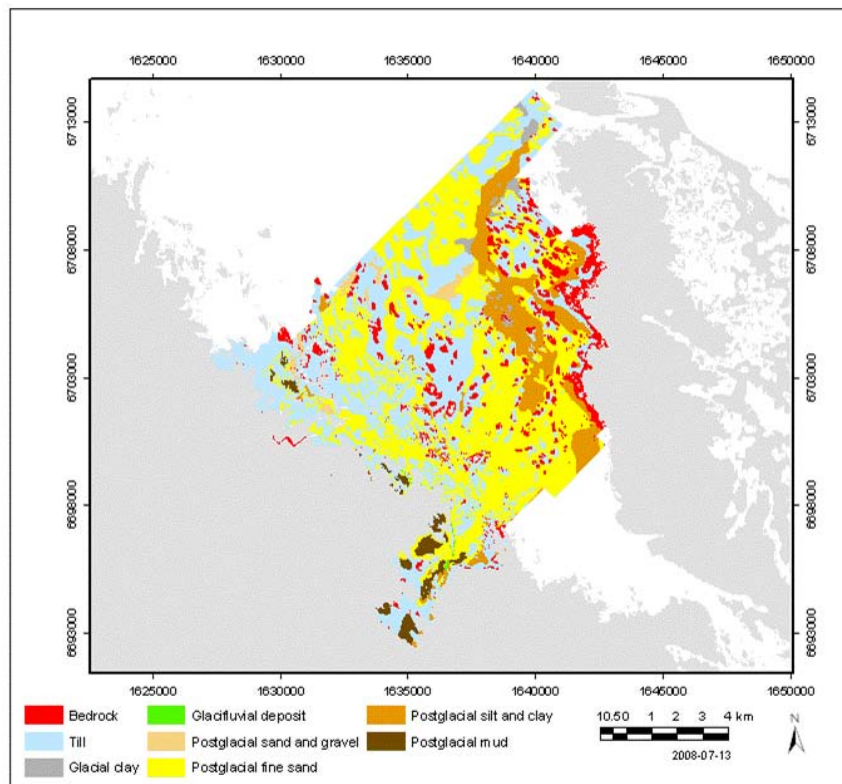 1625000 1630000 1635000 1640000 1645000 1650000
6713000 6713000
6708000 6708000
6703000 6703000
6698000 6698000
6693000 6693000
1625000 1630000 1635000 1640000 1645000 1650000
Bedrock Glacifluvial deposit Postglacial silt and clay
Till Postglacial sand and gravel Postglacial mud
Glacial clay Postglacial fine sand
10.50 1 2 3 4 km
N
2008-07-13